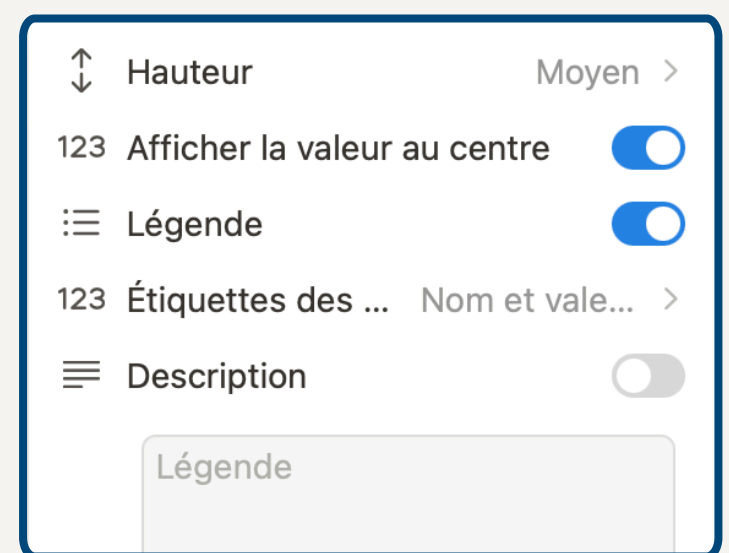 Hauteur Moyen
123 Afficher la valeur au centre
Légende
123 Étiquettes des ... Nom et vale...
Description
Légende